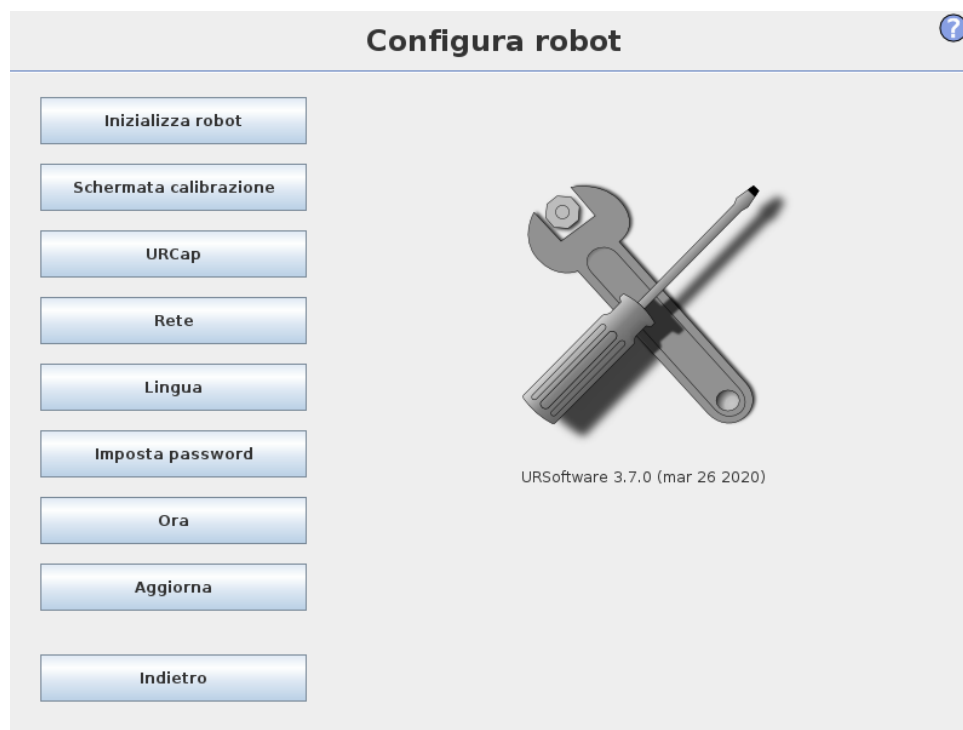 Configura robot
?
Inizializza robot
Schermata calibrazione
URCap
Rete
Lingua
Imposta password
Ora
Aggiorna
Indietro
URSoftware 3.7.0 (mar 26 2020)